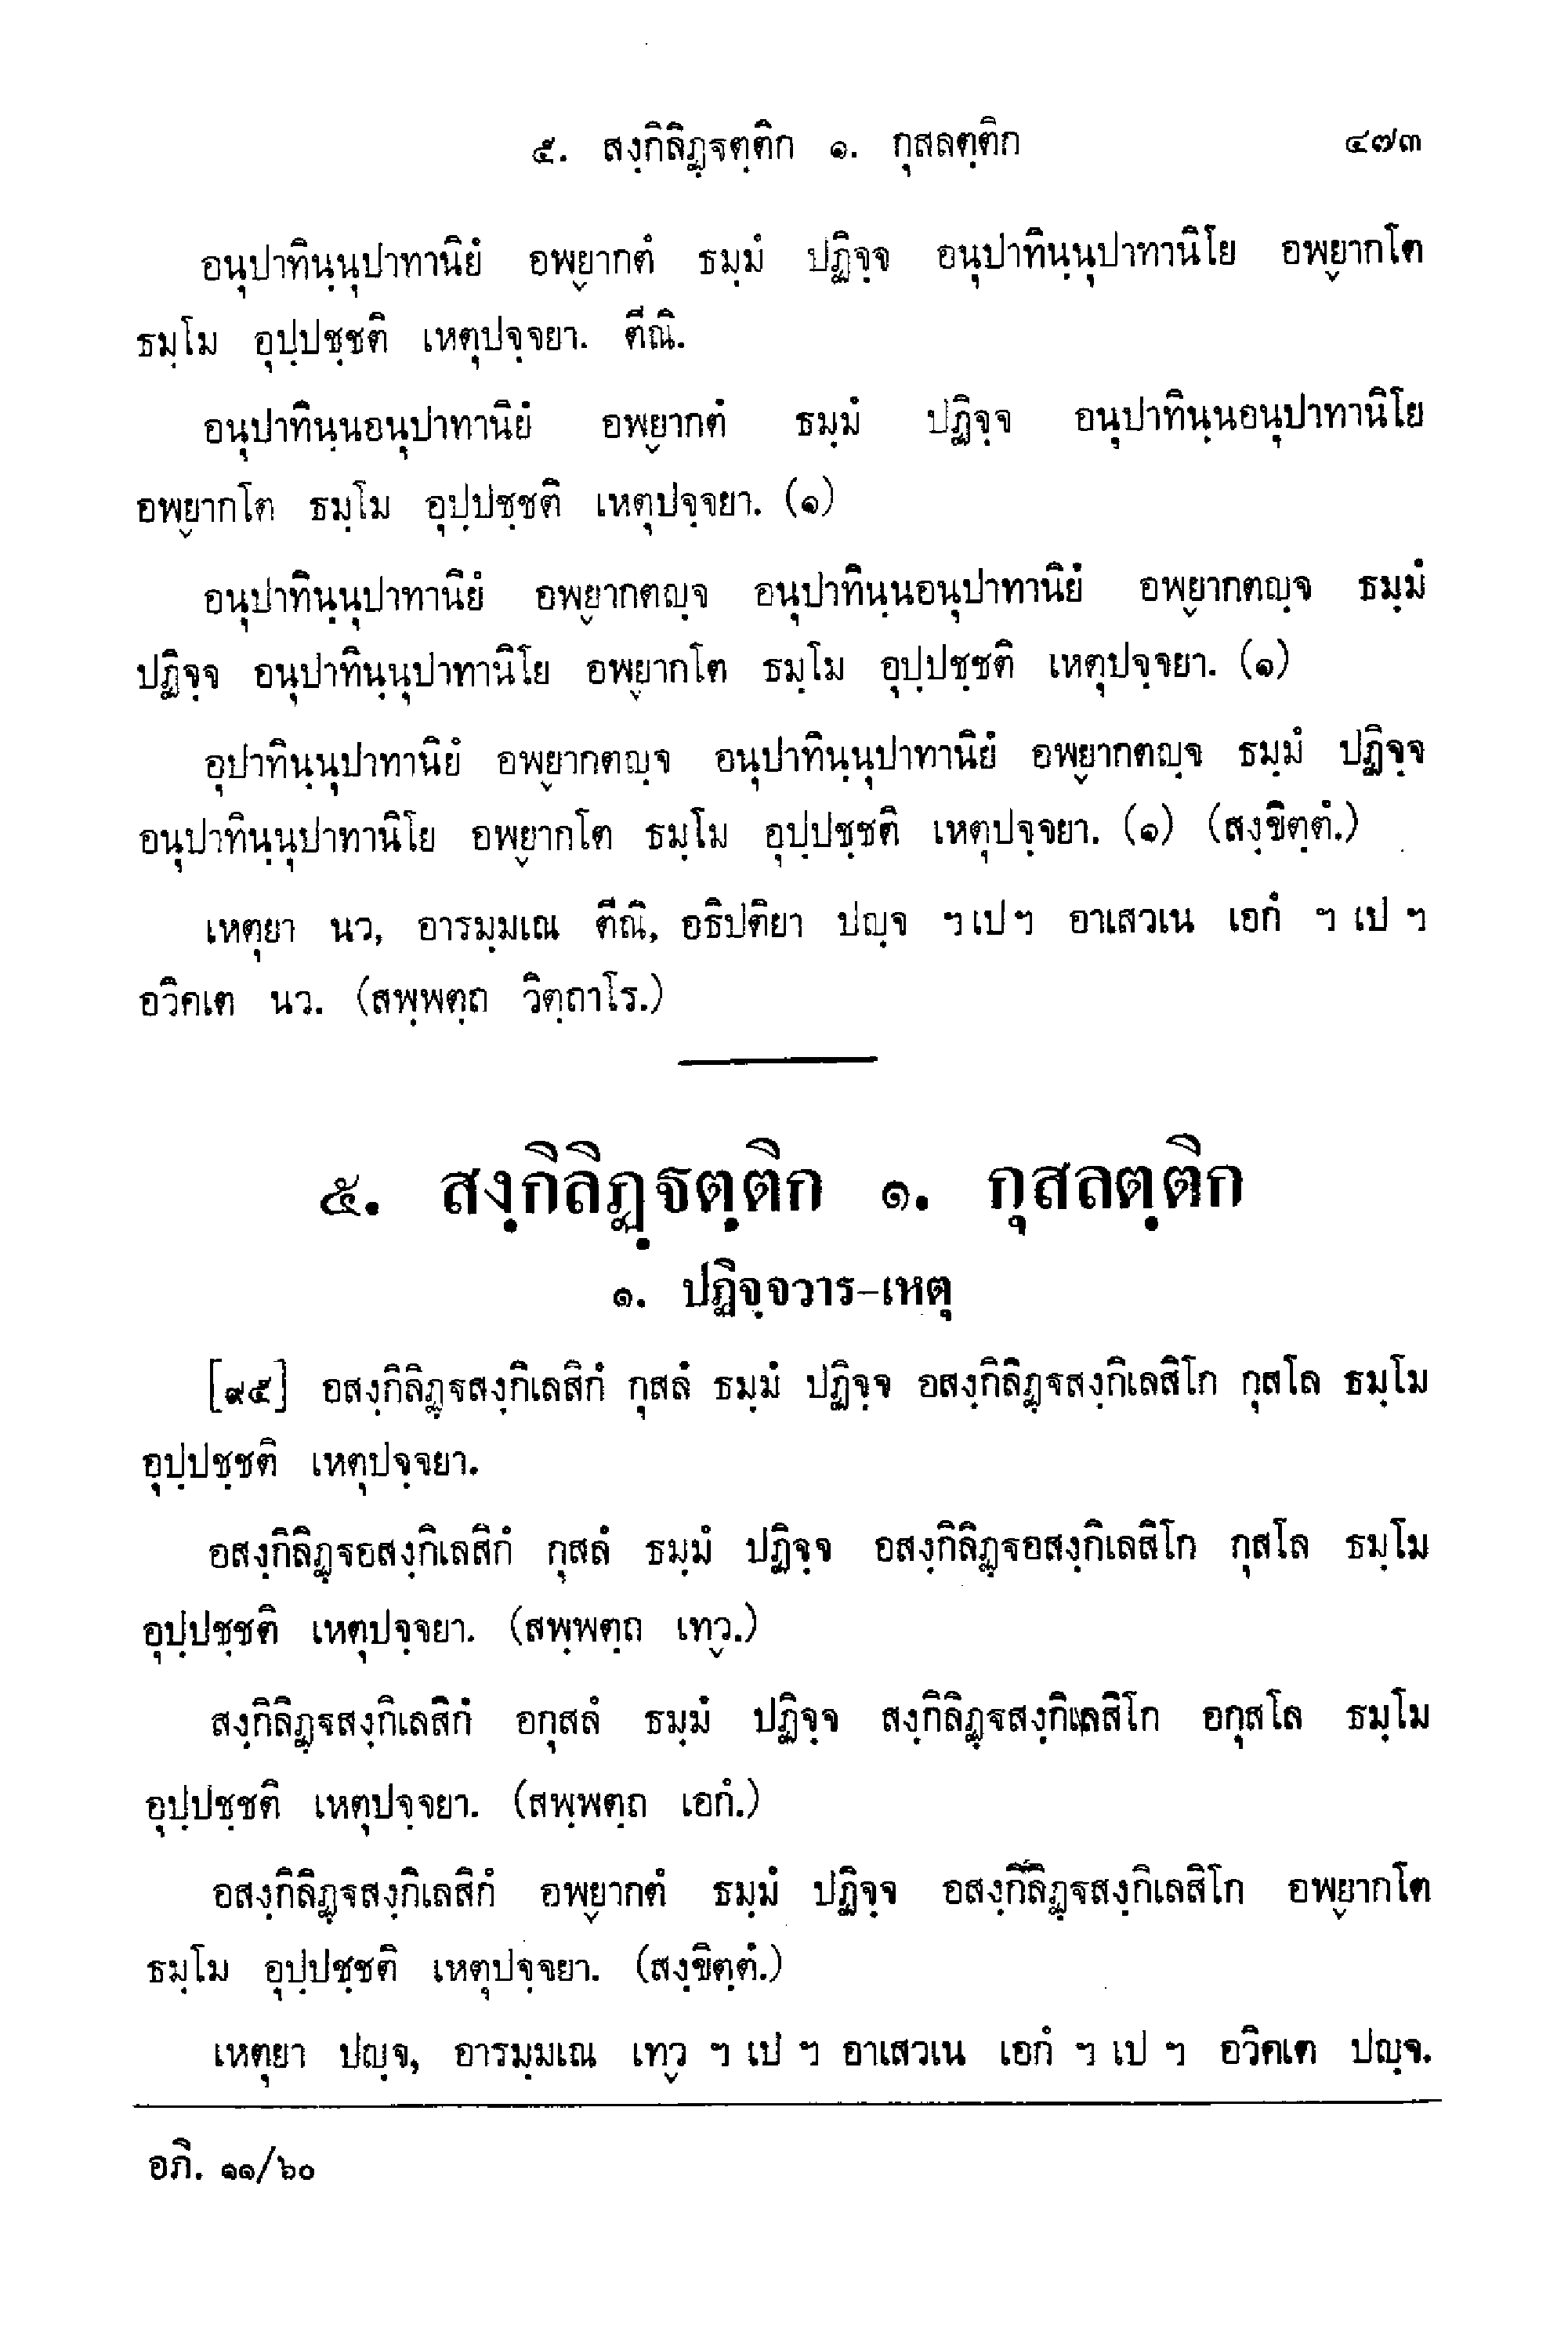 ๕. สงฺกิลิฏฺฐตฺติก ๑. กุสลตฺติก ๔๗๓
อนุปาทินฺนุปาทานิยํ อพฺยากตํ ธมฺมํ ปฏิจฺจ อนุปาทินฺนุปาทานิโย อพฺยากโต
ธมฺโม อุปฺปชฺชติ เหตุปจฺจยา. ตีณิ.
อนุปาทินฺนอนุปาทานิยํ อพฺยากตํ ธมฺมํ ปฏิจฺจ อนุปาทินฺนอนุปาทานิโย
อพฺยากโต ธมฺโม อุปฺปชฺชติ เหตุปจฺจยา. (๑)
อนุปาทินฺนุปาทานิยํ อพฺยากตญฺจ อนุปาทินฺนอนุปาทานิยํ อพฺยากตญฺจ ธมฺมํ
ปฏิจฺจ อนุปาทินฺนุปาทานิโย อพฺยากโต ธมฺโม อุปฺปชฺชติ เหตุปจฺจยา. (๑)
อุปาทินฺนุปาทานิยํ อพฺยากตญฺจ อนุปาทินฺนุปาทานิยํ อพฺยากตญฺจ ธมฺมํ ปฏิจฺจ
อนุปาทินฺนุปาทานิโย อพฺยากโต ธมฺโม อุปฺปชฺชติ เหตุปจฺจยา. (๑) (สงฺขิตฺตํ.)
เหตุยา นว, อารมฺมเณ ตีณิ, อธิปติยา ปญฺจ ฯ เป ฯ อาเสวเน เอกํ ฯ เป ฯ
อวิคเต นว. (สพฺพตฺถ วิตฺถาโร.)
๕. สงฺกิลิฏฺฐตฺติก ๑. กุสลตฺติก
๑. ปฏิจฺจวาร-เหตุ
[๙๕] อสงฺกิลิฏฺฐสงฺกิเลสิกํ กุสลํ ธมฺมํ ปฏิจฺจ อสงฺกิลิฏฺฐสงฺกิเลสิโก กุสโล ธมฺโม
อุปฺปชฺชติ เหตุปจฺจยา.
อสงฺกิลิฏฺฐอสงฺกิเลสิกํ กุสลํ ธมฺมํ ปฏิจฺจ อสงฺกิลิฏฺฐอสงฺกิเลสิโก กุสโล ธมฺโม
อุปฺปชฺชติ เหตุปจฺจยา. (สพฺพตฺถ เทฺว.)
สงฺกิลิฏฺฐสงฺกิเลสิกํ อกุสลํ ธมฺมํ ปฏิจฺจ สงฺกิลิฏฺฐสงฺกิเลสิโก อกุสโล ธมฺโม
อุปฺปชฺชติ เหตุปจฺจยา. (สพฺพตฺถ เอกํ.)
อสงฺกิลิฏฺฐสงฺกิเลสิกํ อพฺยากตํ ธมฺมํ ปฏิจฺจ อสงฺกิลิฏฺฐสงฺกิเลสิโก อพฺยากโต
ธมฺโม อุปฺปชฺชติ เหตุปจฺจยา. (สงฺขิตฺตํ.)
เหตุยา ปญฺจ, อารมฺมเณ เทฺว ฯ เป ฯ อาเสวเน เอกํ ฯ เป ฯ อวิคเต ปญฺจ.
อภิ. ๑๑/๖๐